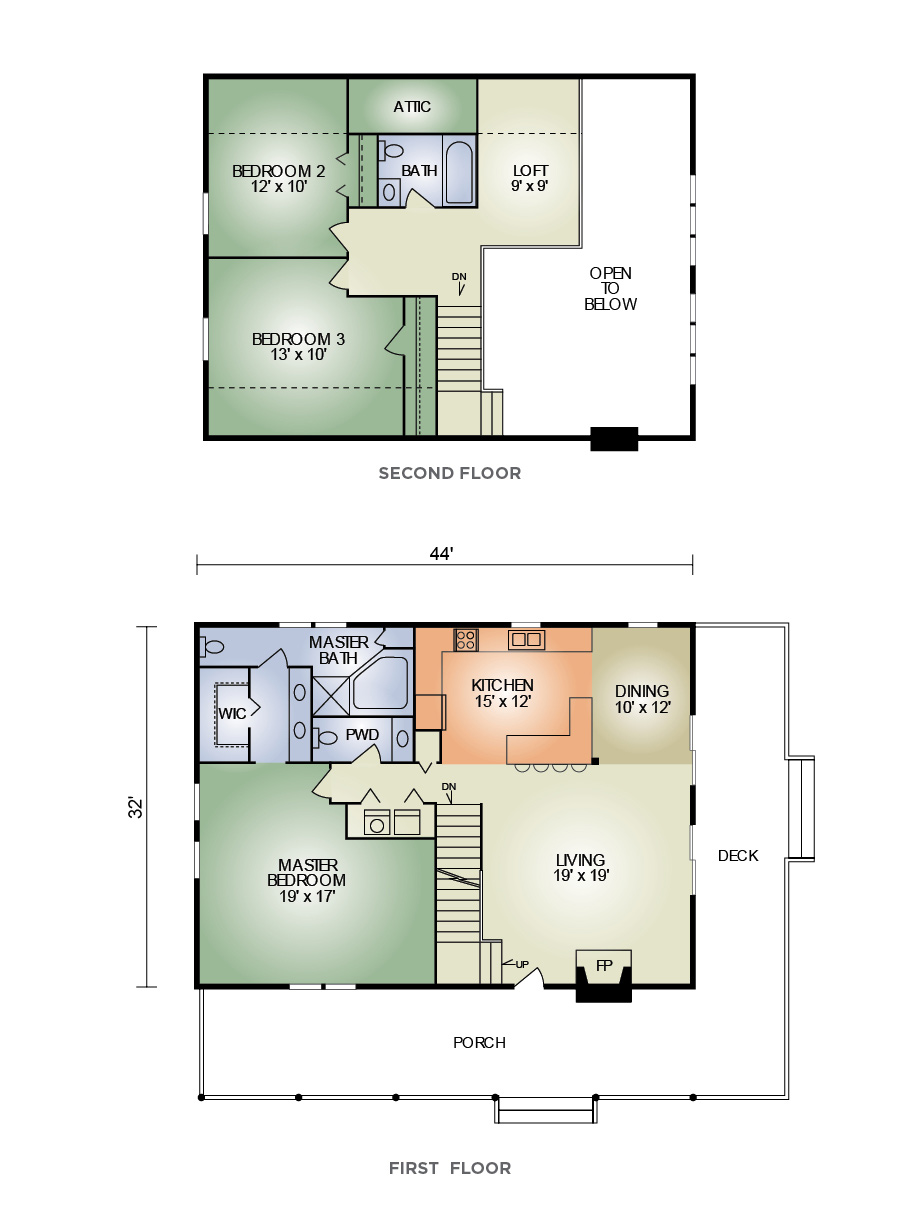 ATTIC
BEDROOM 2
12' x 10'
BATH
LOFT
9' x 9'
DN
OPEN
TO
BELOW
BEDROOM 3
13' x 10'
SECOND FLOOR
44'
MASTER
BATH
KITCHEN
15' x 12'
DINING
10' x 12'
WIC
PWD
32'
DN
LIVING
19' x 19'
DECK
MASTER
BEDROOM
19' x 17'
UP
FP
PORCH
FIRST FLOOR